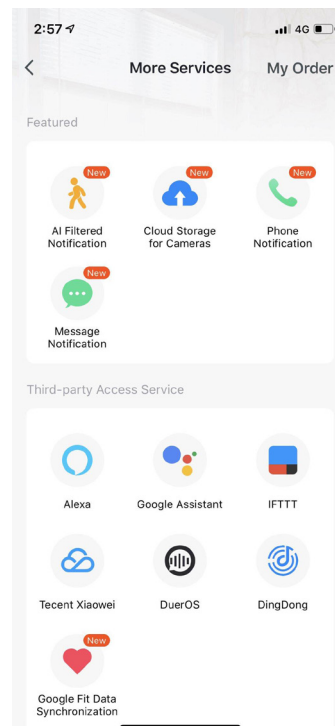 2:57
4G
More Services
My Order
Featured
New
New
New
AI Filtered
Notification
Cloud Storage
for Cameras
Phone
Notification
New
Message
Notification
Third-party Access Service
Alexa
Google Assistant
IFTTT
Tecent Xiaowei
DuerOS
DingDong
New
Google Fit Data
Synchronization